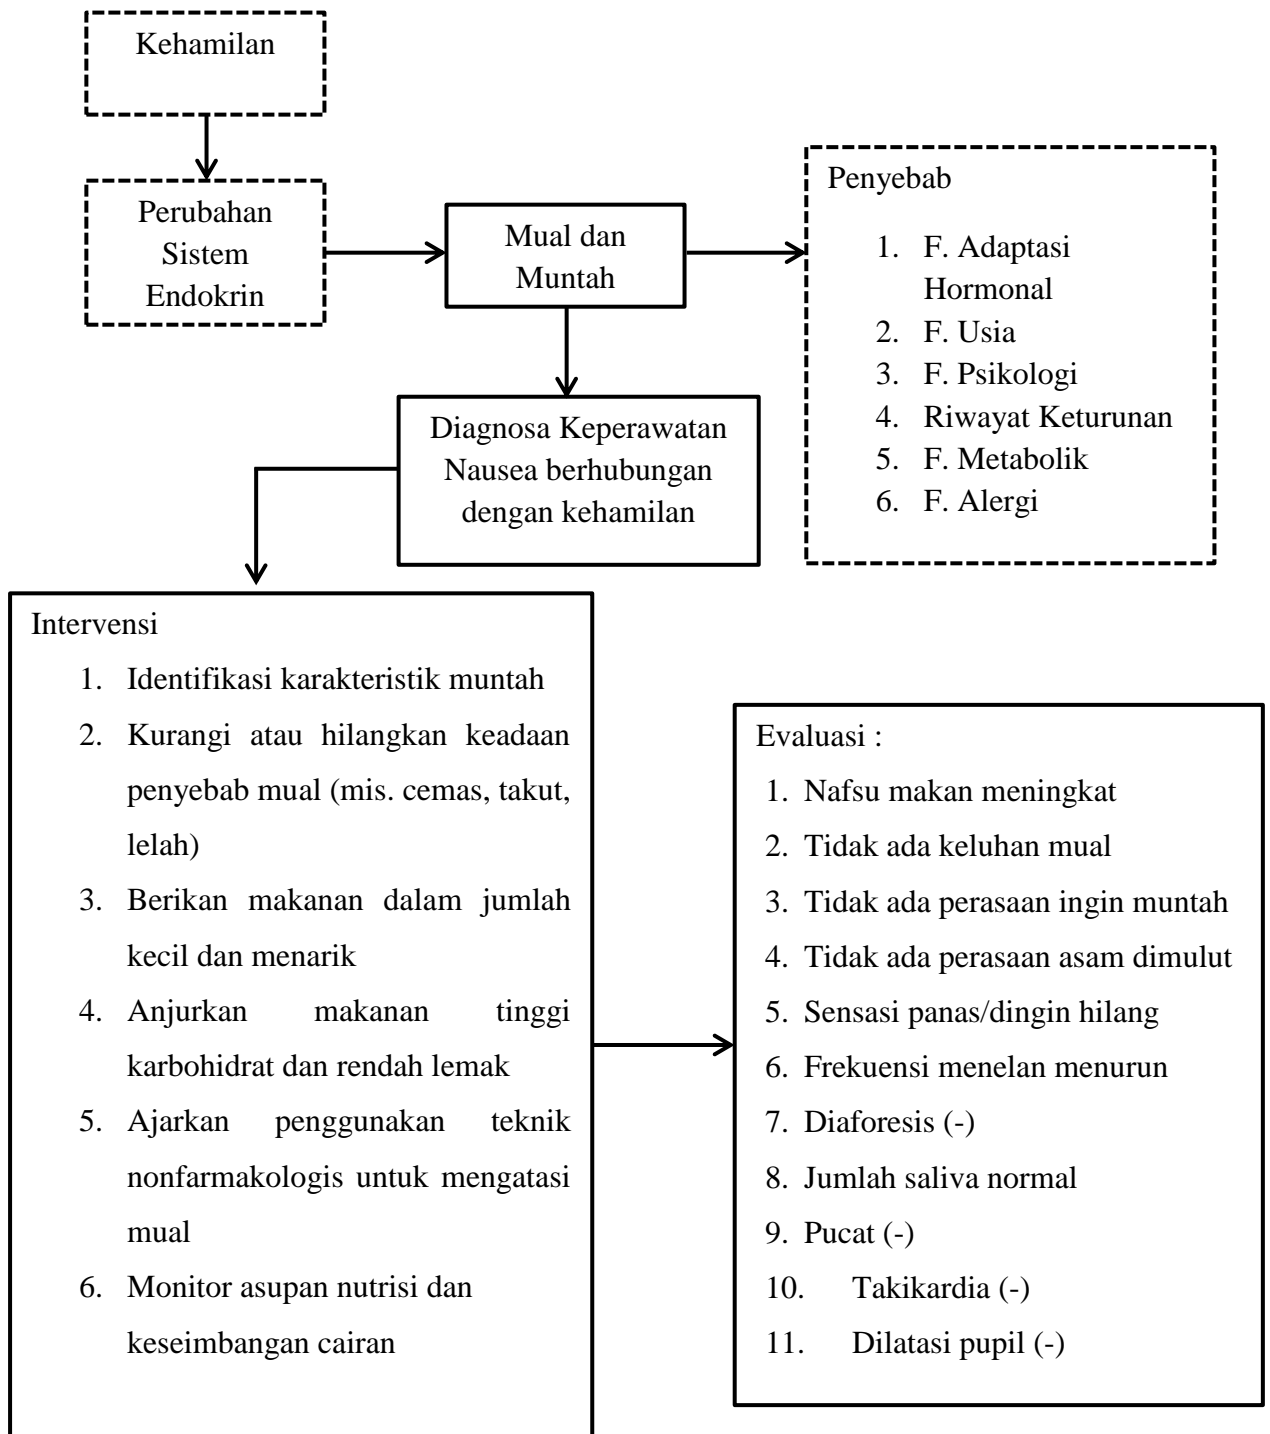 Kehamilan
Perubahan
Sistem
Endokrin
Mual dan
Muntah
Penyebab
1. F. Adaptasi
Hormonal
2. F. Usia
3. F. Psikologi
4. Riwayat Keturunan
5. F. Metabolik
6. F. Alergi
Diagnosa Keperawatan
Nausea berhubungan
dengan kehamilan
Intervensi
1. Identifikasi karakteristik muntah
2. Kurangi atau hilangkan keadaan
penyebab mual (mis. cemas, takut,
lelah)
3. Berikan makanan dalam jumlah
kecil dan menarik
4. Anjurkan makanan tinggi
karbohidrat dan rendah lemak
5. Ajarkan penggunakan teknik
nonfarmakologis untuk mengatasi
mual
6. Monitor asupan nutrisi dan
keseimbangan cairan
Evaluasi :
1. Nafsu makan meningkat
2. Tidak ada keluhan mual
3. Tidak ada perasaan ingin muntah
4. Tidak ada perasaan asam dimulut
5. Sensasi panas/dingin hilang
6. Frekuensi menelan menurun
7. Diaforesis (-)
8. Jumlah saliva normal
9. Pucat (-)
10. Takikardia (-)
11. Dilatasi pupil (-)